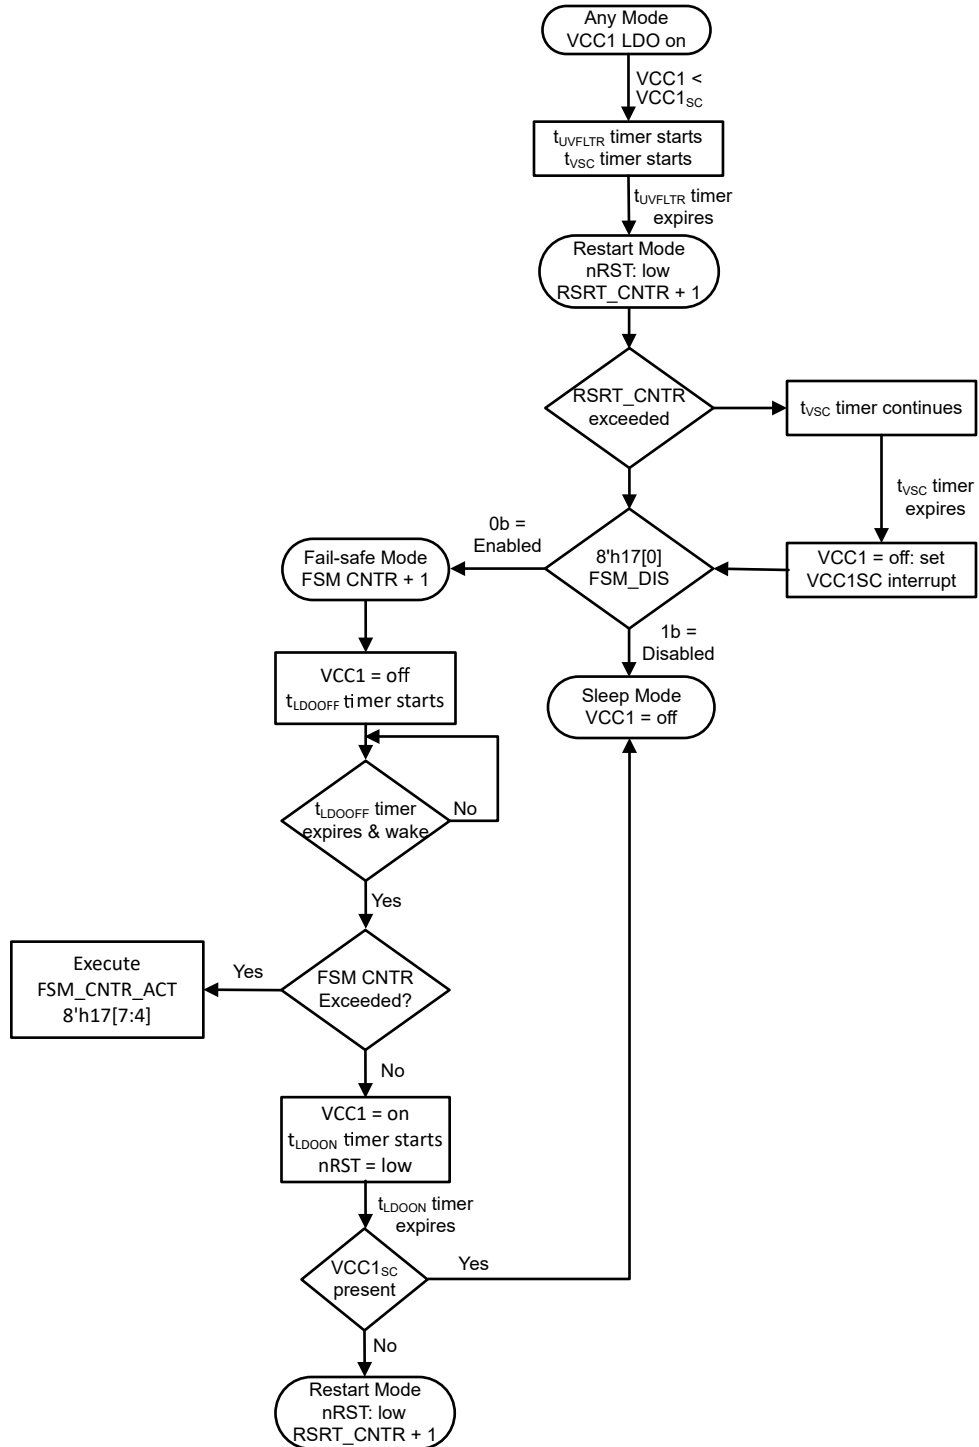 Any Mode
VCC1 LDO on
VCC1 <
VCC1SC
tUVFLTR timer starts
tVSC timer starts
tUVFLTR timer
expires
Restart Mode
nRST: low
RSRT_CNTR + 1
RSRT_CNTR
exceeded
tVSC timer continues
tVSC timer
expires
0b =
Enabled
8'h17[0]
FSM_DIS
VCC1 = off: set
VCC1SC interrupt
Fail-safe Mode
FSM CNTR + 1
1b =
Disabled
VCC1 = off
tLDOOFF timer starts
Sleep Mode
VCC1 = off
tLDOOFF timer
expires & wake
No
Yes
FSM CNTR
Exceeded?
Yes
Execute
FSM_CNTR_ACT
8'h17[7:4]
No
VCC1 = on
tLDOON timer starts
nRST = low
tLDOON timer
expires
VCC1SC
present
Yes
No
Restart Mode
nRST: low
RSRT_CNTR + 1